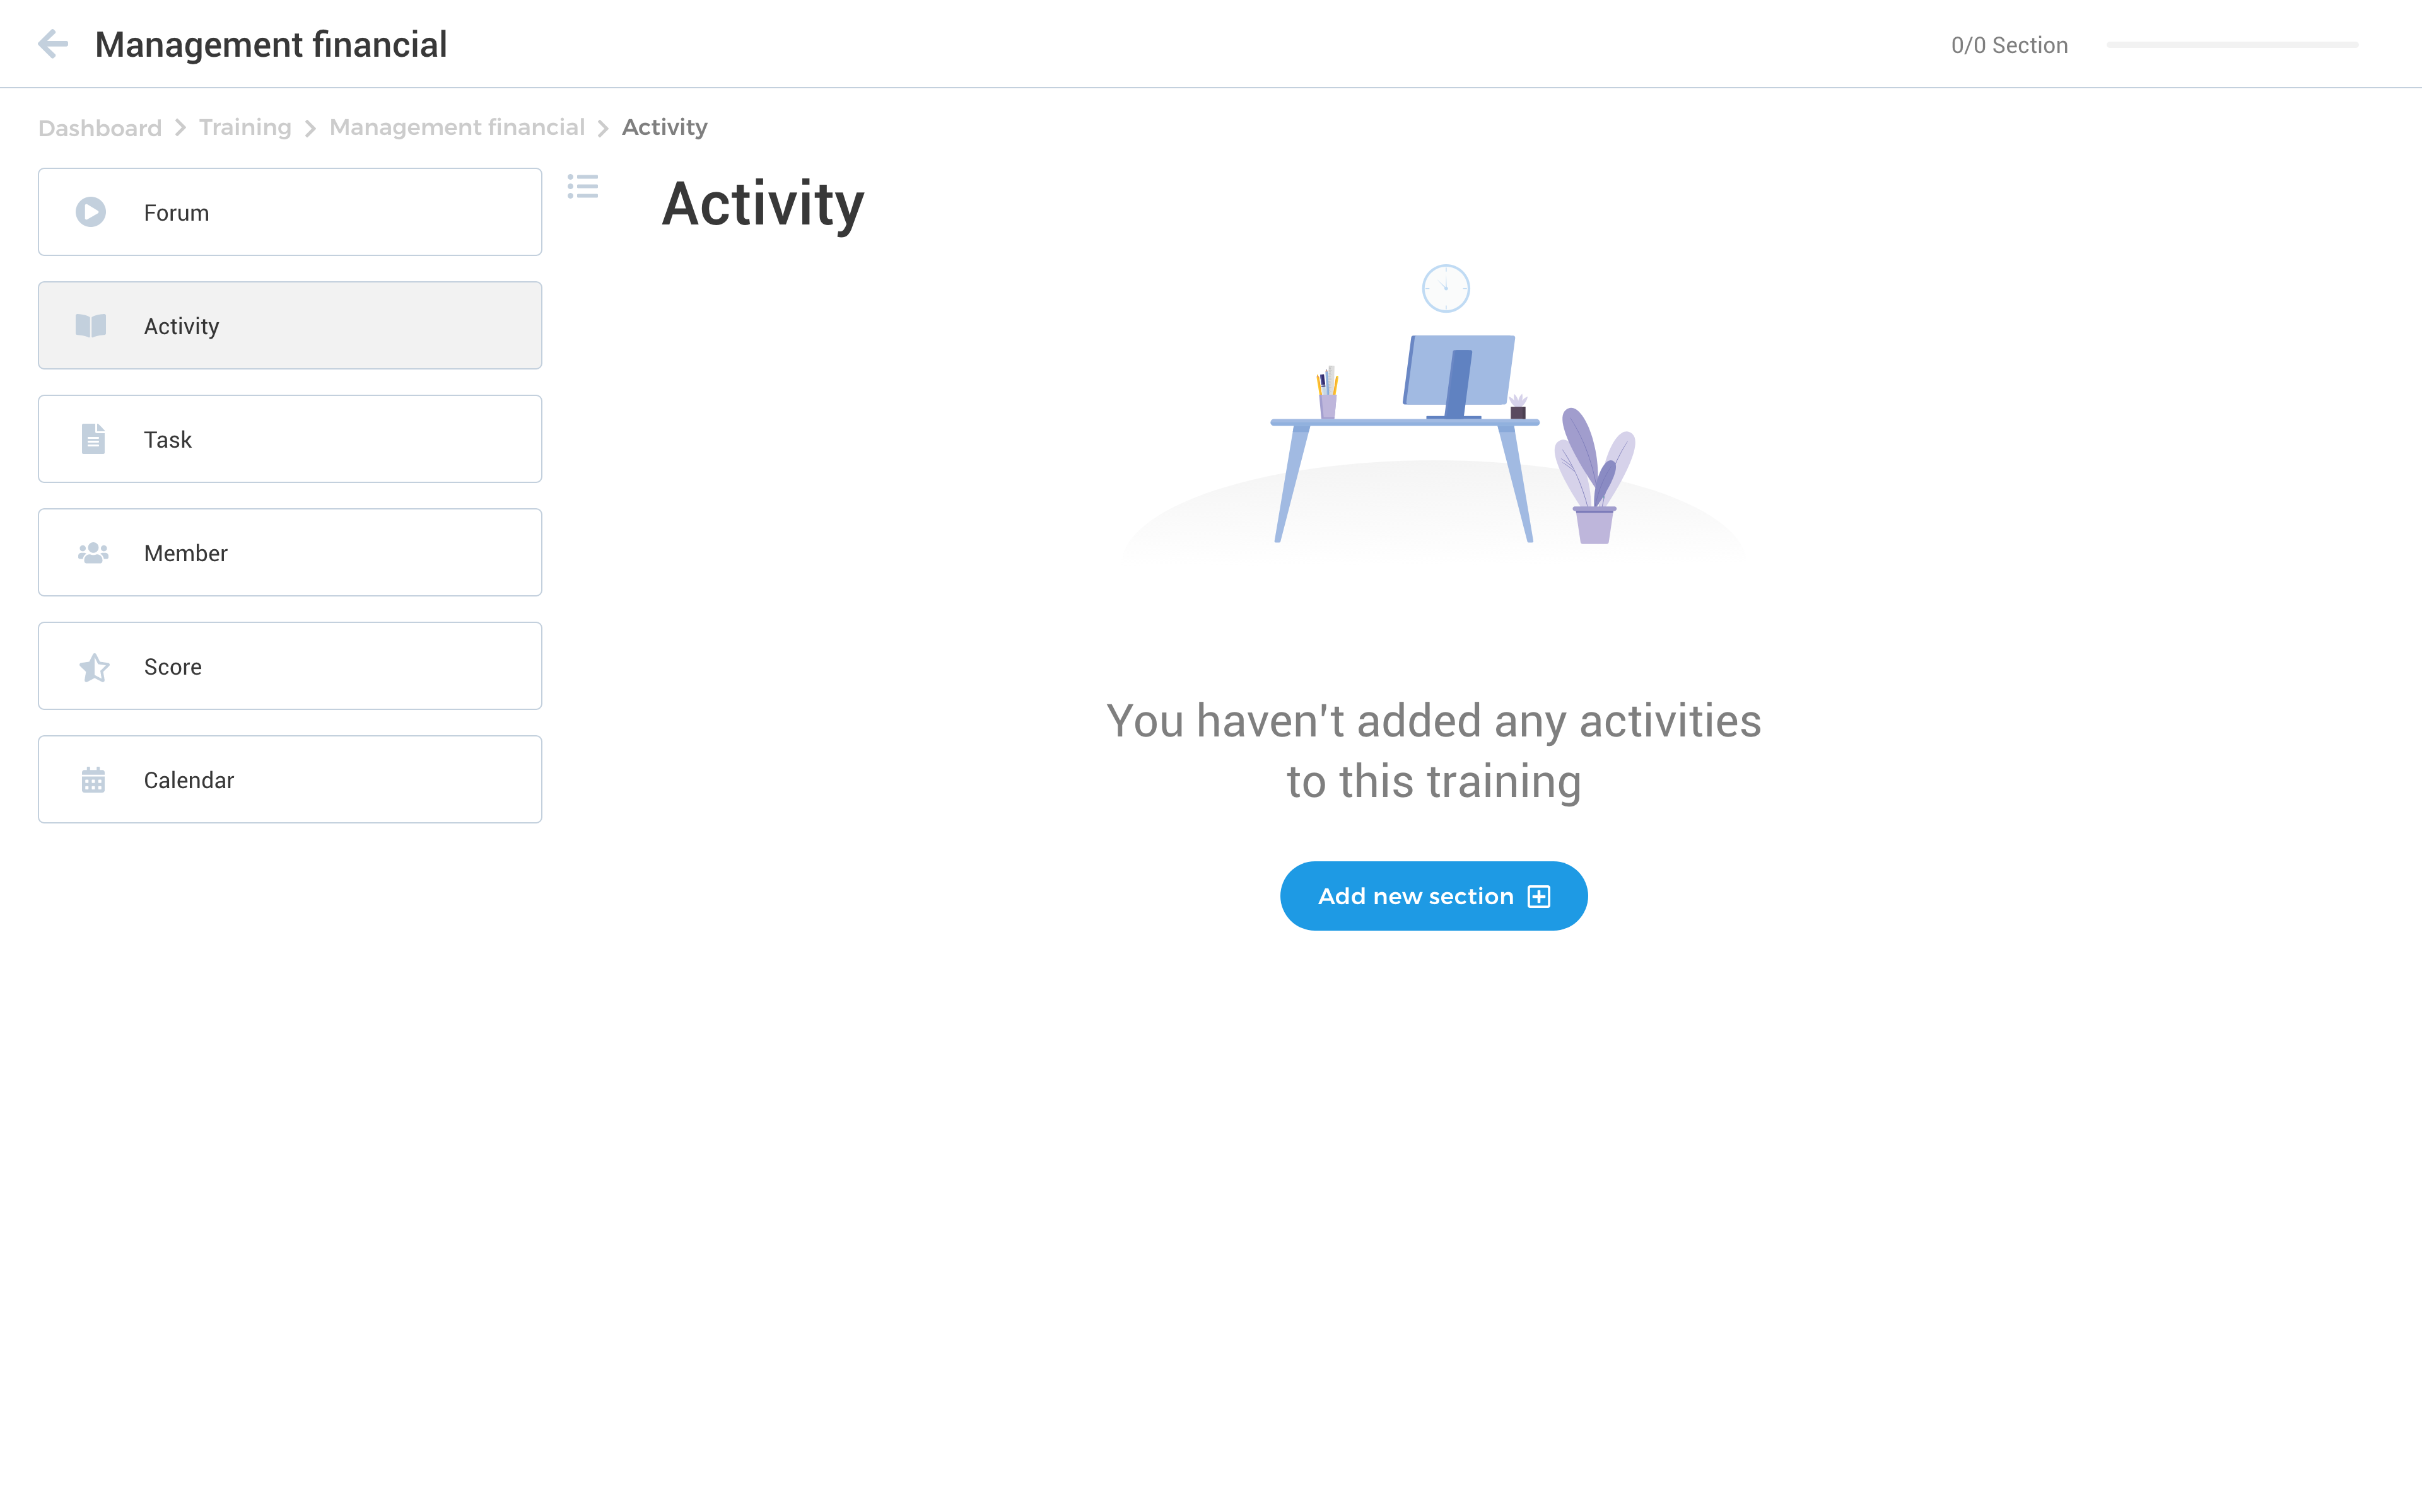 Management financial
0/0 Section
Dashboard Training Management financial Activity
Forum
Activity
Task
Member
Score
Calendar
Activity
You haven't added any activities
to this training
Add new section